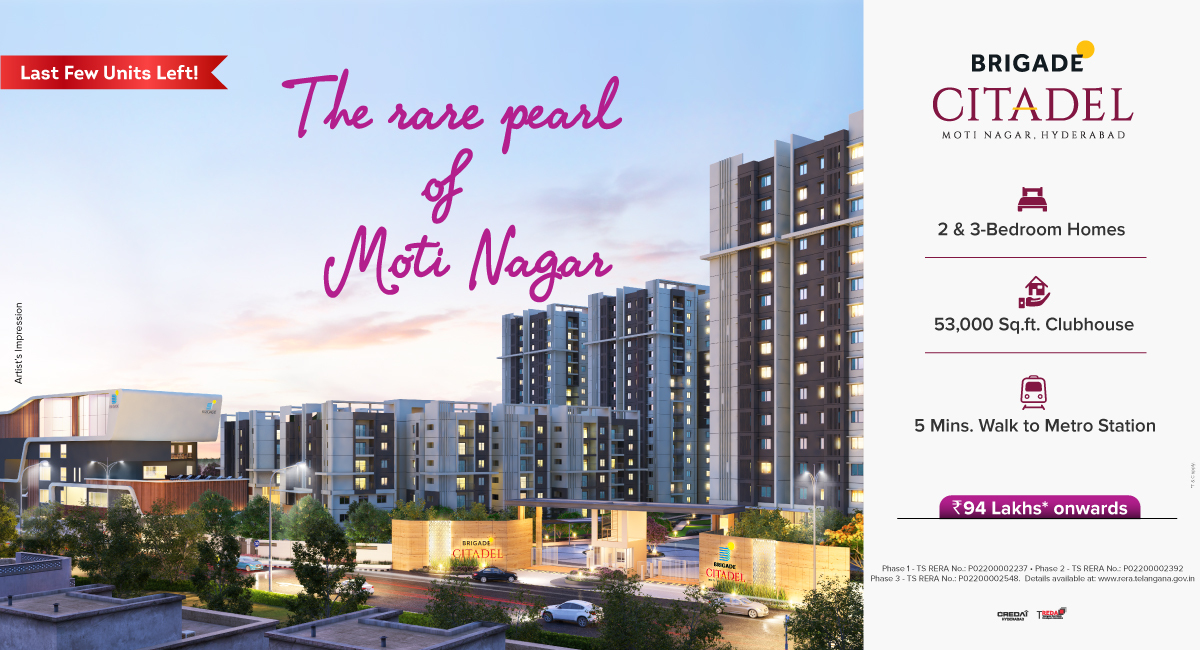 Last Few Units Left!
The rare pearl
of
Moti Nagar
Artist's Impression
BRIGADE
CITADEL
BRIGADE
CITADEL
BRIGADE
CITADEL
MOTI NAGAR, HYDERABAD
2 & 3-Bedroom Homes
53,000 Sq.ft. Clubhouse
5 Mins. Walk to Metro Station
₹94 Lakhs* onwards
Phase 1 - TS RERA No.: P02200002237 • Phase 2 - TS RERA No.: P02200002392
Phase 3 - TS RERA No.: P02200002548. Details available at: www.rera.telangana.gov.in
CREDAI
HYDERABAD